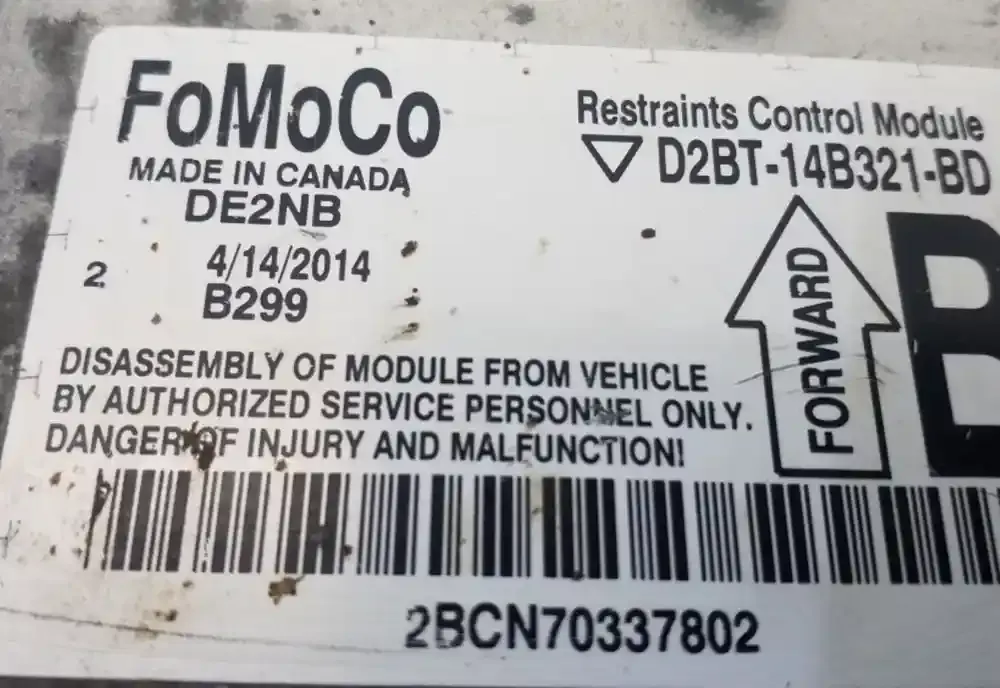 FoMoCo
MADE IN CANADA
DE2NB
2 4/14/2014
B299
Restraints Control Module
D2BT-14B321-BD
FORWARD
B
DISASSEMBLY OF MODULE FROM VEHICLE
BY AUTHORIZED SERVICE PERSONNEL ONLY.
DANGER OF INJURY AND MALFUNCTION!
2BCN70337802